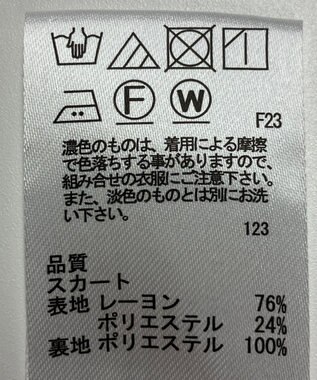 F W
F23
濃色のものは、着用による摩擦
で色落ちする事がありますので、
組み合せの衣服にご注意下さい。
また、淡色のものとは別にお洗
い下さい。
123
品質
スカート
表地 レーヨン 76%
ポリエステル 24%
裏地 ポリエステル 100%